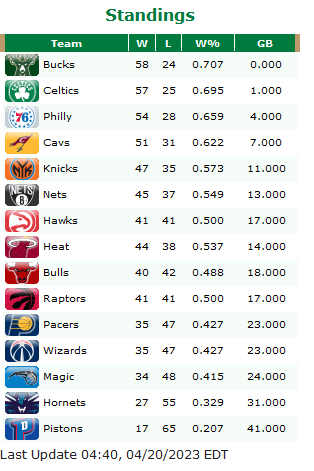 Standings
Team W L W% GB
Bucks 58 24 0.707 0.000
Celtics 57 25 0.695 1.000
76 Philly 54 28 0.659 4.000
Cavs 51 31 0.622 7.000
Knicks 47 35 0.573 11.000
NETS Nets 45 37 0.549 13.000
Hawks 41 41 0.500 17.000
Heat 44 38 0.537 14.000
Bulls 40 42 0.488 18.000
Raptors 41 41 0.500 17.000
Pacers 35 47 0.427 23.000
Wizards 35 47 0.427 23.000
Magic 34 48 0.415 24.000
Hornets 27 55 0.329 31.000
Pistons 17 65 0.207 41.000
Last Update 04:40, 04/20/2023 EDT